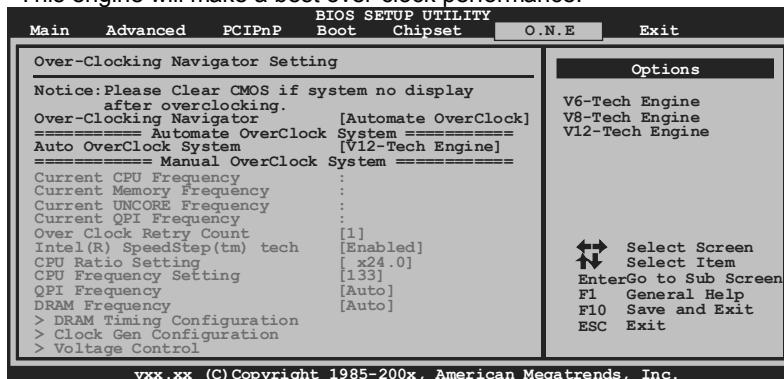 This engine will make a best over-clock performance.
BIOS SETUP UTILITY
Main Advanced PCIPnP Boot Chipset O.N.E Exit
Over-Clocking Navigator Setting
Notice:Please Clear CMOS if system no display
after overclocking.
Over-Clocking Navigator [Automate OverClock]
=========== Automate OverClock System ===========
Auto OverClock System [V12-Tech Engine]
============ Manual OverClock System ============
Current CPU Frequency :
Current Memory Frequency :
Current UNCORE Frequency :
Current QPI Frequency :
Over Clock Retry Count [1]
Intel(R) SpeedStep(tm) tech [Enabled]
CPU Ratio Setting [ x24.0]
CPU Frequency Setting [133]
QPI Frequency [Auto]
DRAM Frequency [Auto]
> DRAM Timing Configuration
> Clock Gen Configuration
> Voltage Control
Options
V6-Tech Engine
V8-Tech Engine
V12-Tech Engine
Select Screen
Select Item
EnterGo to Sub Screen
F1 General Help
F10 Save and Exit
ESC Exit
vxx.xx (C)Copyright 1985-200x, American Megatrends, Inc.